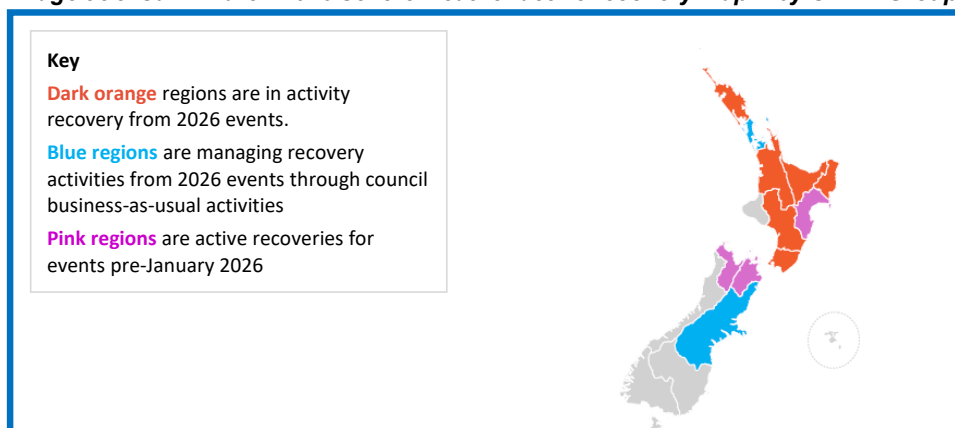 Key
Dark orange regions are in activity
recovery from 2026 events.
Blue regions are managing recovery
activities from 2026 events through council
business-as-usual activities
Pink regions are active recoveries for
events pre-January 2026